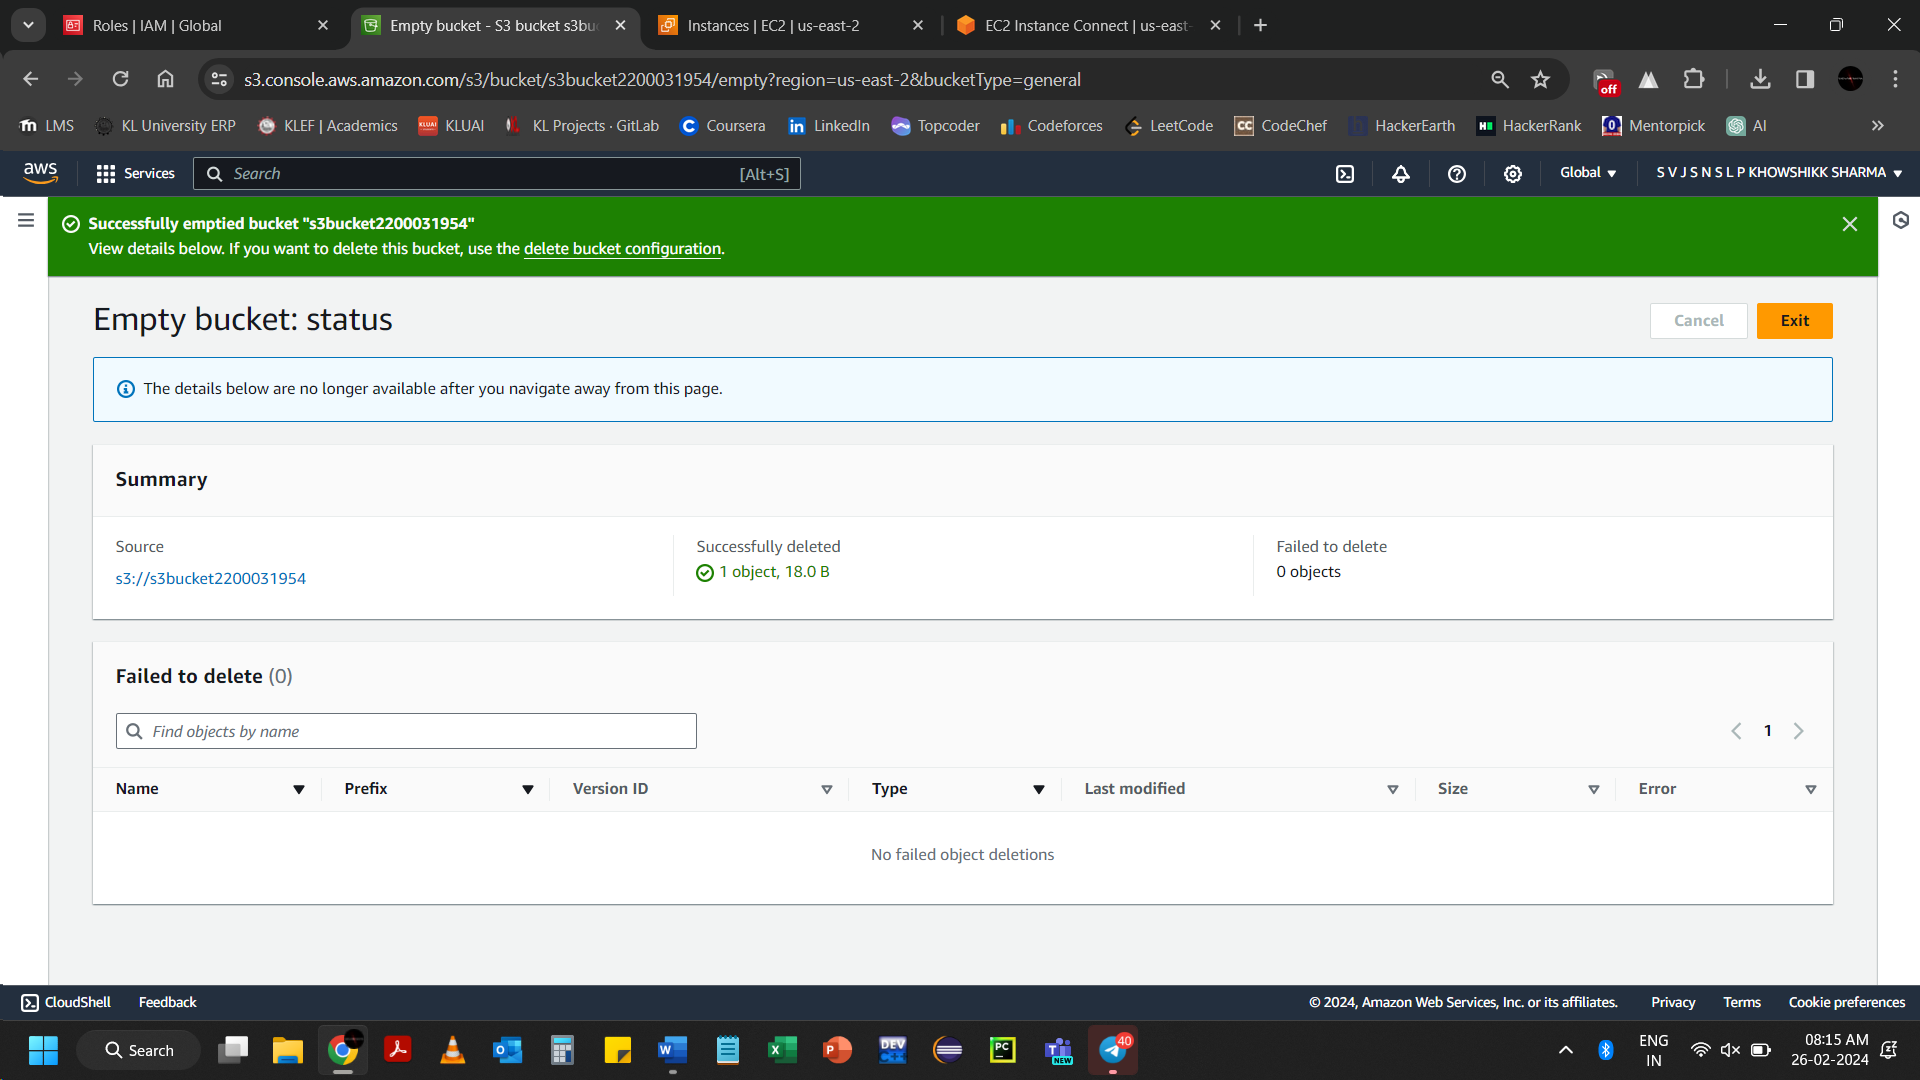 Roles | IAM | Global
Empty bucket - S3 bucket s3bu
Instances | EC2 | us-east-2
EC2 Instance Connect | us-east-
s3.console.aws.amazon.com/s3/bucket/s3bucket2200031954/empty?region=us-east-2&bucketType=general
off
LMS
KL University ERP
KLEF | Academics
KLUAI
KLUAI
KL Projects · GitLab
Coursera
LinkedIn
Topcoder
Codeforces
LeetCode
CodeChef
HackerEarth
HackerRank
Mentorpick
AI
aws
Services
Search
[Alt+S]
Global
S V J S N S L P KHOWSHIKK SHARMA
Successfully emptied bucket "s3bucket2200031954"
View details below. If you want to delete this bucket, use the delete bucket configuration.
Empty bucket: status
Cancel
Exit
The details below are no longer available after you navigate away from this page.
Summary
Source
s3://s3bucket2200031954
Successfully deleted
1 object, 18.0 B
Failed to delete
0 objects
Failed to delete (0)
Find objects by name
1
Name
Prefix
Version ID
Type
Last modified
Size
Error
No failed object deletions
CloudShell
Feedback
© 2024, Amazon Web Services, Inc. or its affiliates.
Privacy
Terms
Cookie preferences
Search
DEV
PC
NEW
40
ENG
IN
08:15 AM
26-02-2024